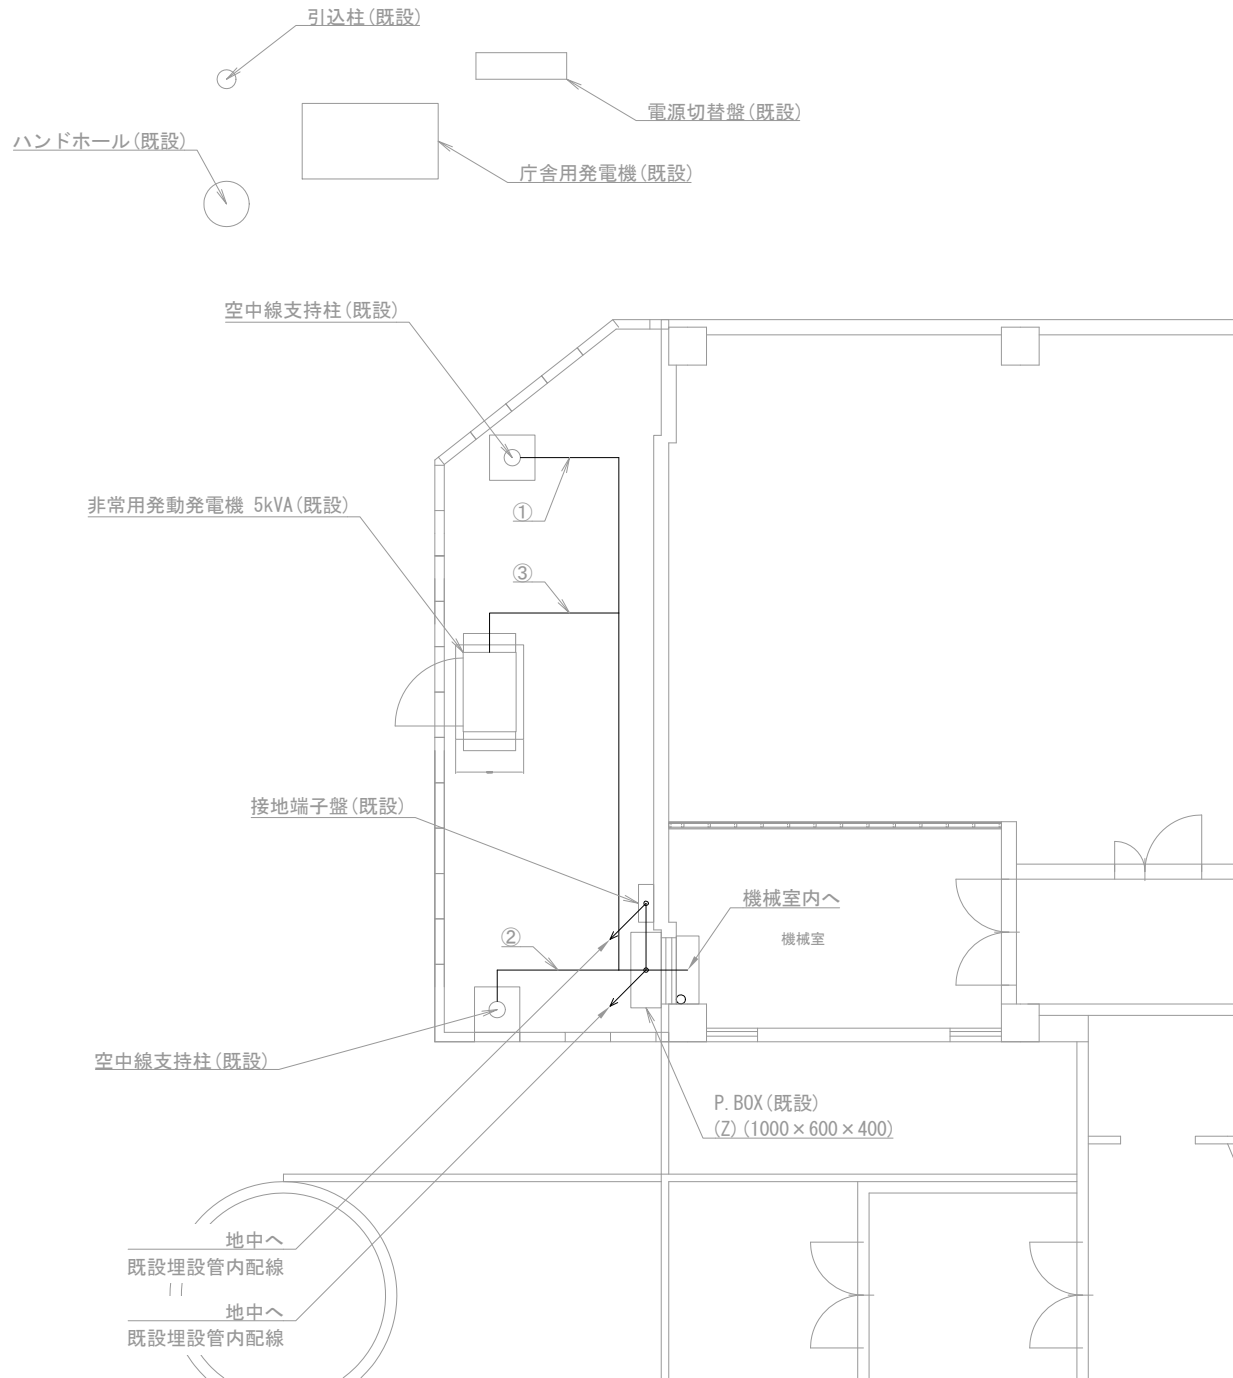 引込柱(既設)
電源切替盤(既設)
ハンドホール(既設)
庁舎用発電機(既設)
空中線支持柱(既設)
非常用発動発電機 5kVA(既設)
①
③
接地端子盤(既設)
機械室内へ
機械室
②
空中線支持柱(既設)
P.BOX(既設)
(Z)(1000×600×400)
地中へ
既設埋設管内配線
地中へ
既設埋設管内配線